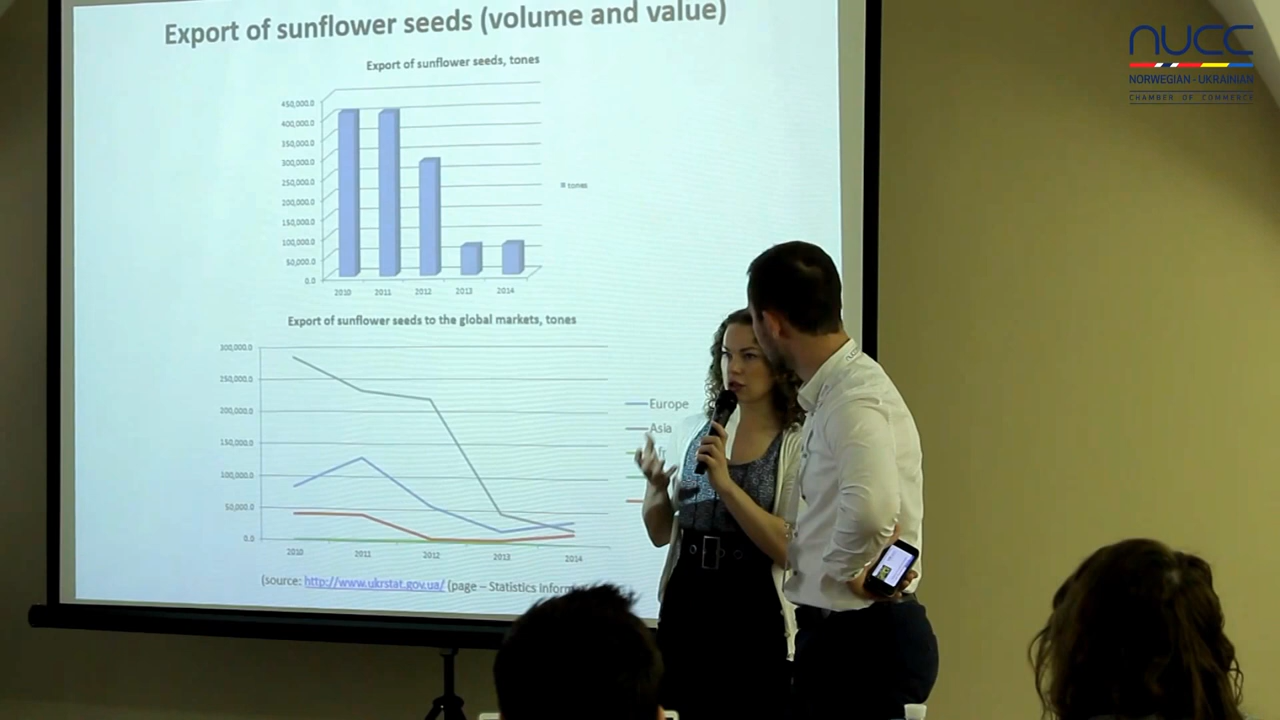 Export of sunflower seeds (volume and value)
Export of sunflower seeds, tones
450,000.0
400,000.0
350,000.0
300,000.0
250,000.0
200,000.0
150,000.0
100,000.0
50,000.0
0.0
2010 2011 2012 2013 2014
tones
Export of sunflower seeds to the global markets, tones
300,000.0
250,000.0
200,000.0
150,000.0
100,000.0
50,000.0
0.0
2010 2011 2012 2013 2014
Europe
Asia
(source: http://www.ukrstat.gov.ua/ (page – Statistics
NUCC
NORWEGIAN - UKRAINIAN
CHAMBER OF COMMERCE
NUCC